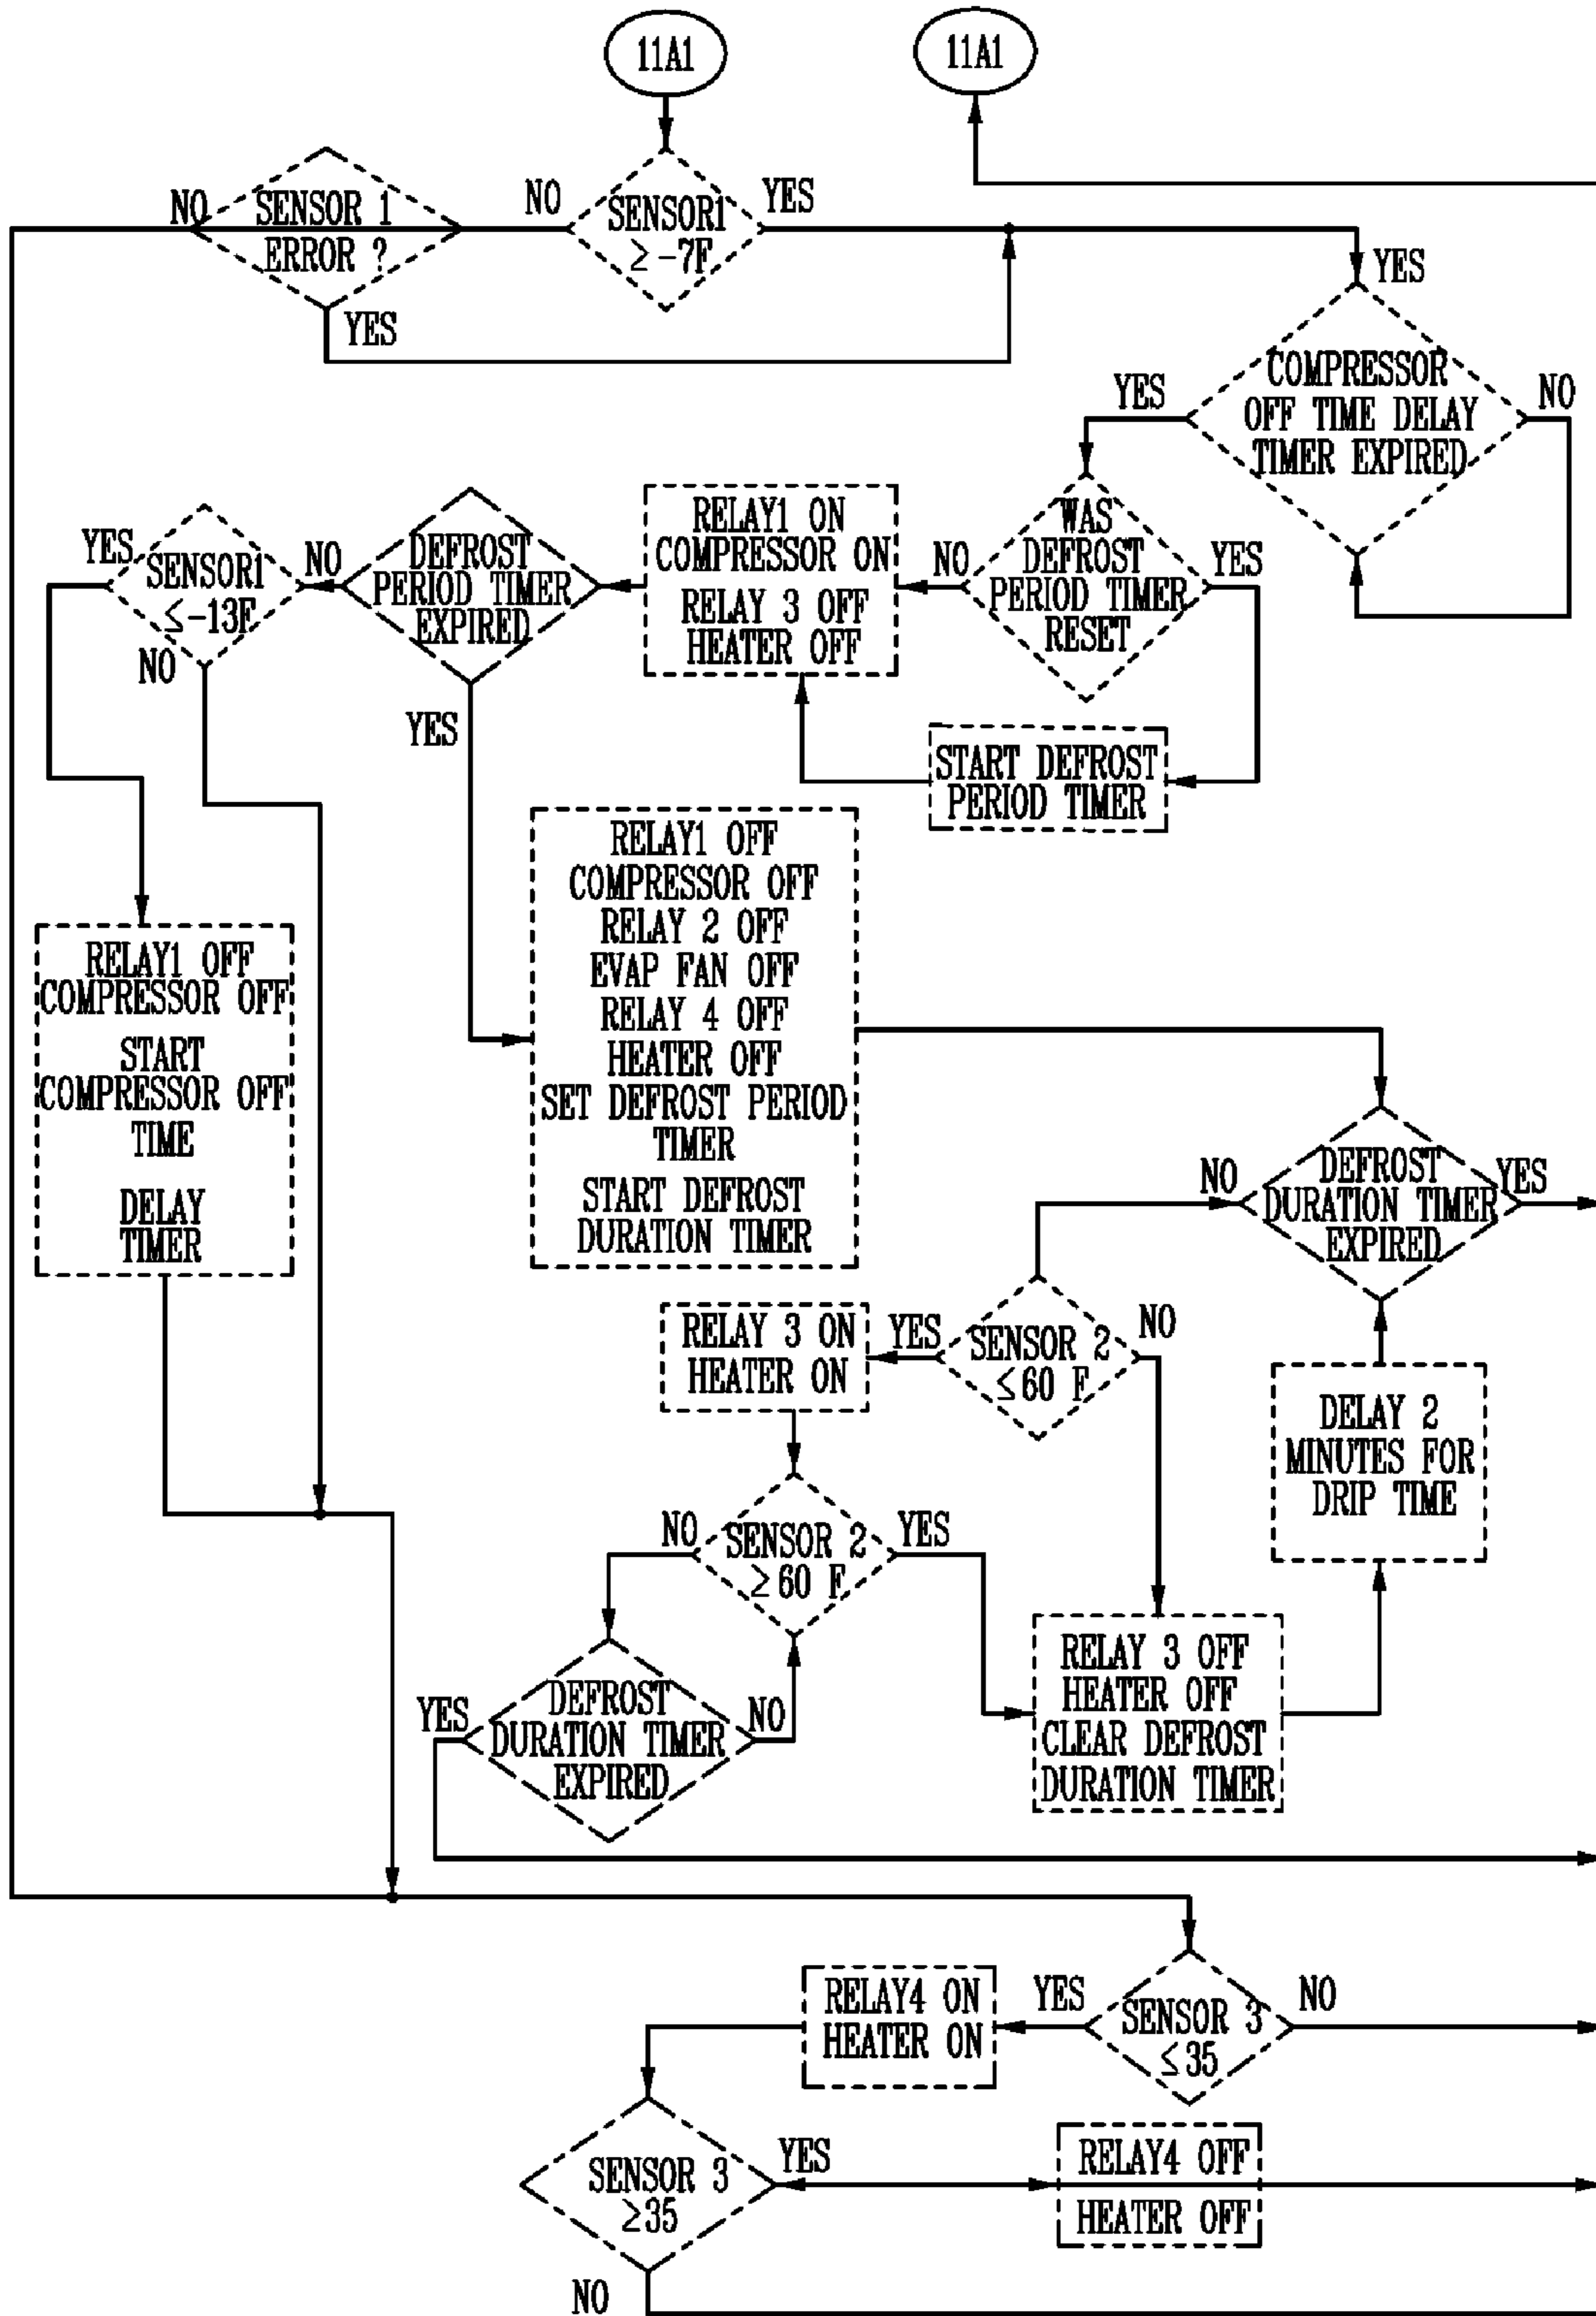 11A1
11A1
NO
SENSOR 1
ERROR ?
YES
NO
SENSOR1
≥ -7F
YES
YES
COMPRESSOR
OFF TIME DELAY
TIMER EXPIRED
YES
NO
WAS
DEFROST
PERIOD TIMER
RESET
NO
YES
START DEFROST
PERIOD TIMER
RELAY1 ON
COMPRESSOR ON
RELAY 3 OFF
HEATER OFF
DEFROST
PERIOD TIMER
EXPIRED
NO
YES
SENSOR1
≤-13F
YES
NO
RELAY1 OFF
COMPRESSOR OFF
START
COMPRESSOR OFF
TIME
DELAY
TIMER
RELAY1 OFF
COMPRESSOR OFF
RELAY 2 OFF
EVAP FAN OFF
RELAY 4 OFF
HEATER OFF
SET DEFROST PERIOD
TIMER
START DEFROST
DURATION TIMER
NO
DEFROST
DURATION TIMER
EXPIRED
YES
RELAY 3 ON
HEATER ON
YES
SENSOR 2
≤60 F
NO
DELAY 2
MINUTES FOR
DRIP TIME
NO
SENSOR 2
≥60 F
YES
YES
DEFROST
DURATION TIMER
EXPIRED
NO
RELAY 3 OFF
HEATER OFF
CLEAR DEFROST
DURATION TIMER
RELAY4 ON
HEATER ON
YES
SENSOR 3
≤35
NO
SENSOR 3
≥35
YES
NO
RELAY4 OFF
HEATER OFF